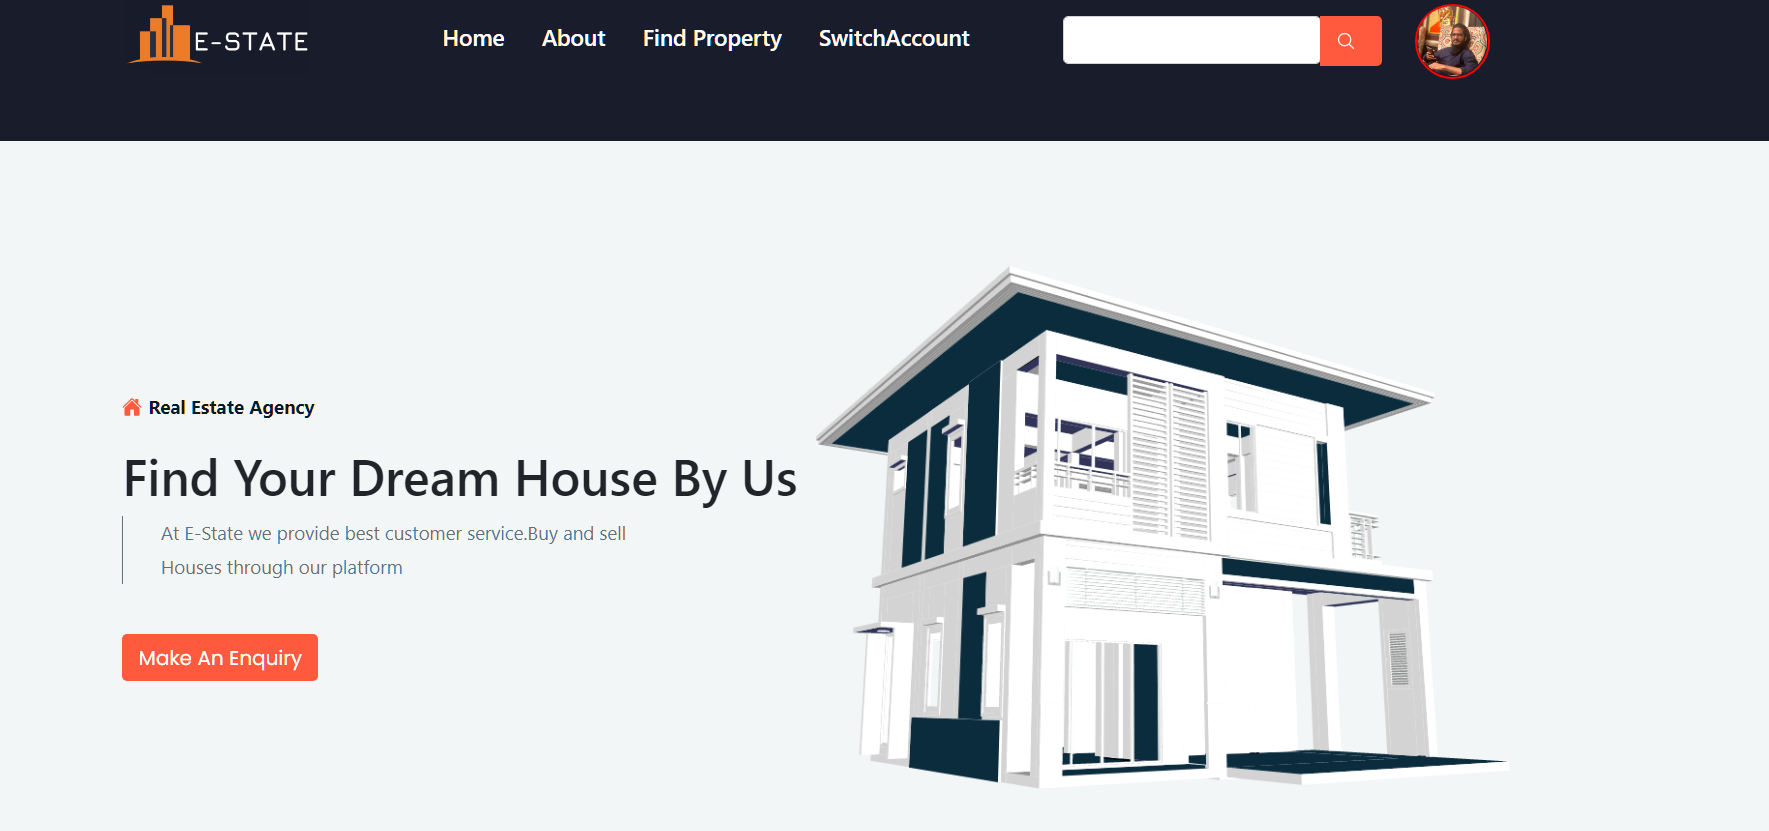 E-STATE
Home About Find Property SwitchAccount
Real Estate Agency
Find Your Dream House By Us
At E-State we provide best customer service.Buy and sell
Houses through our platform
Make An Enquiry